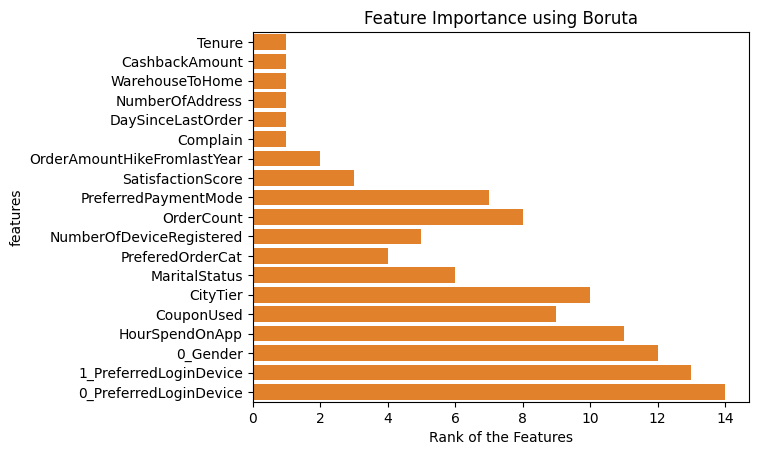 Feature Importance using Boruta
features
Tenure
CashbackAmount
WarehouseToHome
NumberOfAddress
DaySinceLastOrder
Complain
OrderAmountHikeFromlastYear
SatisfactionScore
PreferredPaymentMode
OrderCount
NumberOfDeviceRegistered
PreferedOrderCat
MaritalStatus
CityTier
CouponUsed
HourSpendOnApp
0_Gender
1_PreferredLoginDevice
0_PreferredLoginDevice
0 2 4 6 8 10 12 14
Rank of the Features